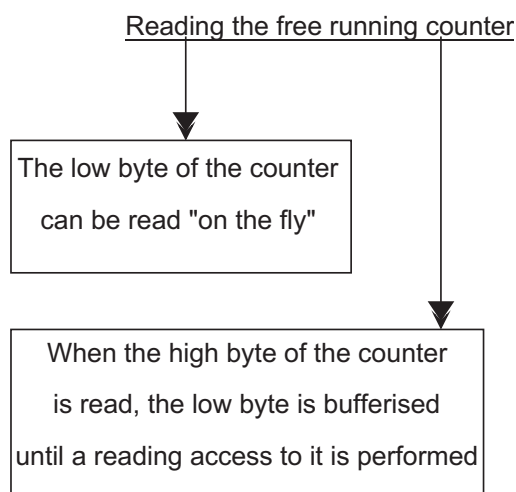 Reading the free running counter
The low byte of the counter
can be read "on the fly"
When the high byte of the counter
is read, the low byte is bufferised
until a reading access to it is performed